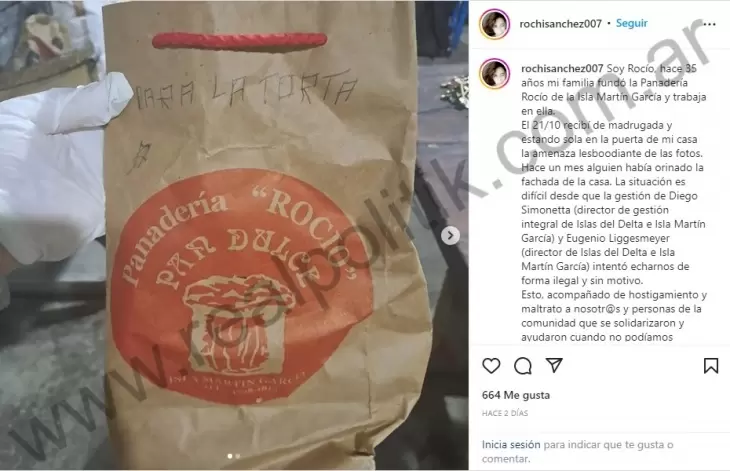 PARA LA TORTA
Panadería "ROCIO"
PAN DULCE
ISLA MARTIN GARCIA
www.realpolitik.com.ar
rochisanchez007 • Seguir
rochisanchez007 Soy Rocío, hace 35
años mi familia fundó la Panadería
Rocío de la Isla Martín García y trabaja
en ella.
El 21/10 recibí de madrugada y
estando sola en la puerta de mi casa
la amenaza lesboodiante de las fotos.
Hace un mes alguien había orinado la
fachada de la casa. La situación es
difícil desde que la gestión de Diego
Simonetta (director de gestión
integral de Islas del Delta e Isla Martín
García) y Eugenio Liggesmeyer
(director de Islas del Delta e Isla
Martín García) intentó echarnos de
forma ilegal y sin motivo.
Esto, acompañado de hostigamiento y
maltrato a nosotr@s y personas de la
comunidad que se solidarizaron y
ayudaron cuando no podíamos
664 Me gusta
HACE 2 DÍAS
Inicia sesión para indicar que te gusta o
comentar.